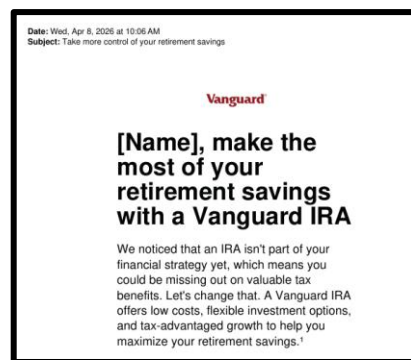 Date: Wed, Apr 8, 2026 at 10:06 AM
Subject: Take more control of your retirement savings
Vanguard
[Name], make the
most of your
retirement savings
with a Vanguard IRA
We noticed that an IRA isn't part of your
financial strategy yet, which means you
could be missing out on valuable tax
benefits. Let's change that. A Vanguard IRA
offers low costs, flexible investment options,
and tax-advantaged growth to help you
maximize your retirement savings.¹